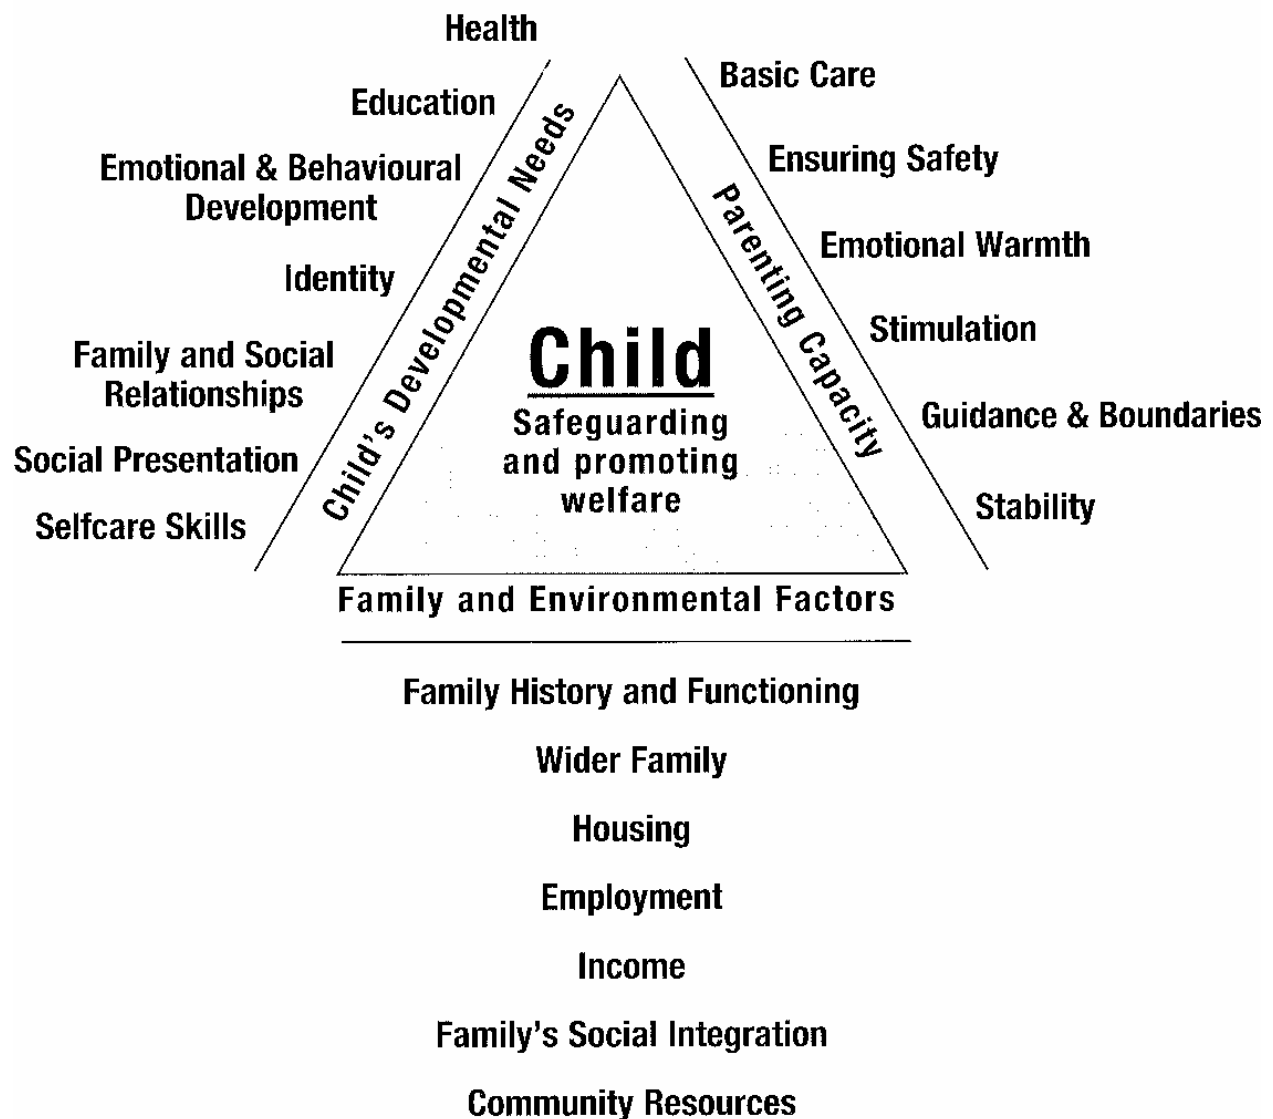 Health
Education
Emotional & Behavioural
Development
Identity
Family and Social
Relationships
Social Presentation
Selfcare Skills
Child's Developmental Needs
Basic Care
Ensuring Safety
Emotional Warmth
Stimulation
Guidance & Boundaries
Stability
Parenting Capacity
Child
Safeguarding
and promoting
welfare
Family and Environmental Factors
Family History and Functioning
Wider Family
Housing
Employment
Income
Family's Social Integration
Community Resources